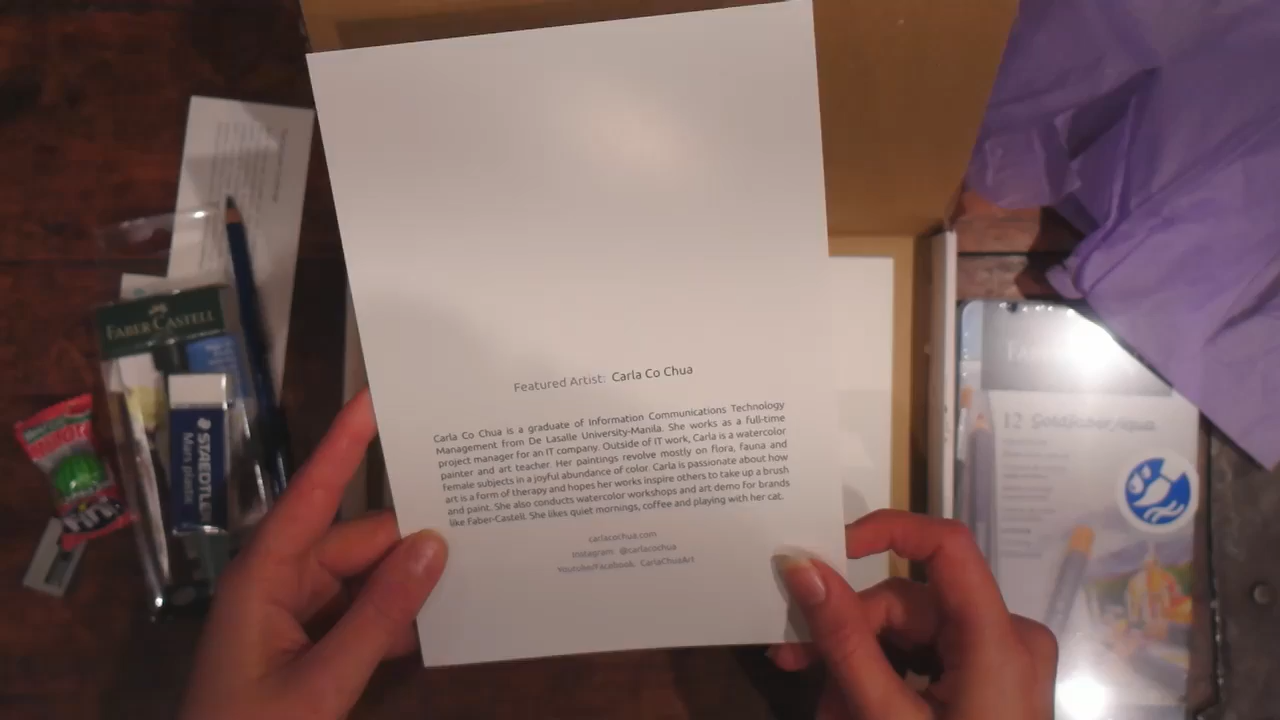 Featured Artist: Carla Co Chua
Carla Co Chua is a graduate of Information Communications Technology
Management from De Lasalle University-Manila. She works as a full-time
project manager for an IT company. Outside of IT work, Carla is a watercolor
painter and art teacher. Her paintings revolve mostly on flora, fauna and
female subjects in a joyful abundance of color. Carla is passionate about how
art is a form of therapy and hopes her works inspire others to take up a brush
and paint. She also conducts watercolor workshops and art demo for brands
like Faber-Castell. She likes quiet mornings, coffee and playing with her cat.
carlacochua.com
Instagram: @carlacochua
Youtube/Facebook: CarlaChuaArt
FABER-CASTELL
STAEDTLER
Mars plastic
12 Goldfaber Aqua